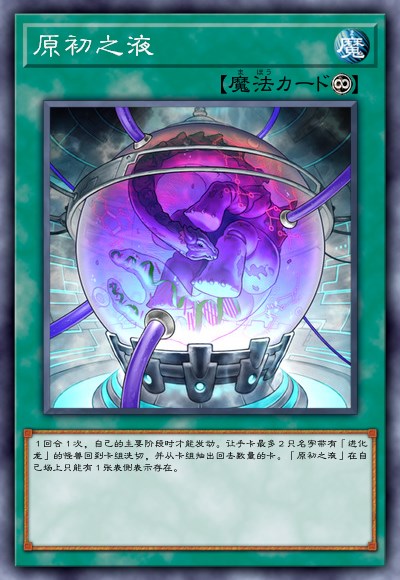 原初之液
魔
【魔法カード】
まほう
1回合1次，自己的主要阶段时才能发动。让手卡最多2只名字带有「进化
龙」的怪兽回到卡组洗切，并从卡组抽出回去数量的卡。「原初之液」在自
己场上只能有1张表侧表示存在。